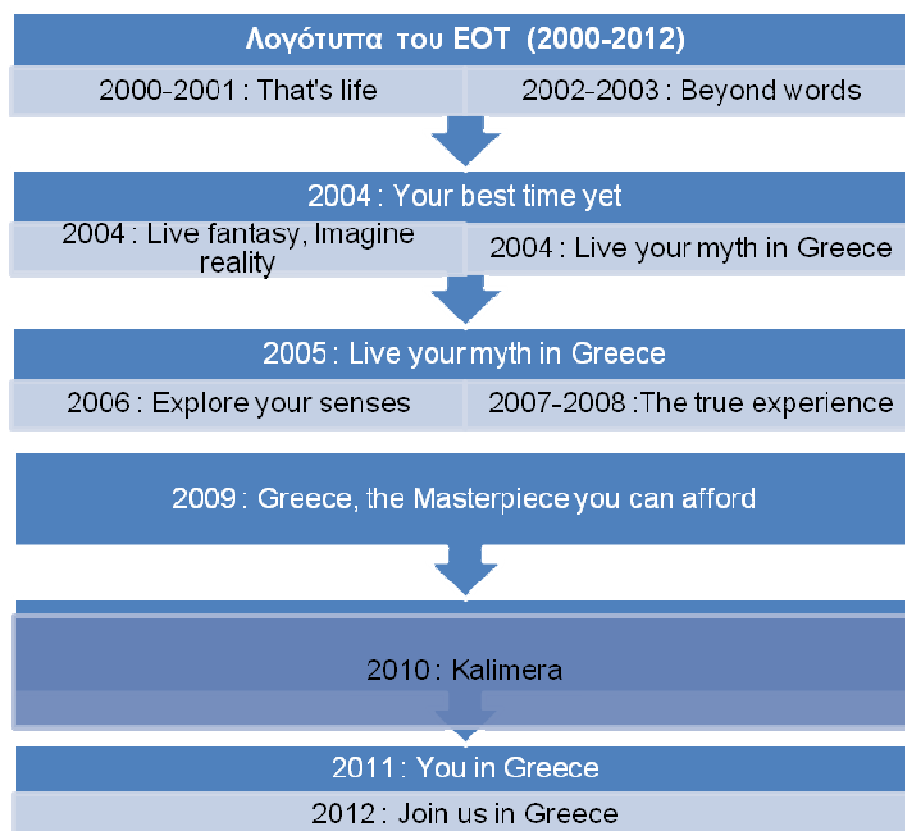 Λογότυπα του ΕΟΤ (2000-2012)
2000-2001 : That's life
2002-2003 : Beyond words
2004 : Your best time yet
2004 : Live fantasy, Imagine
reality
2004 : Live your myth in Greece
2005 : Live your myth in Greece
2006 : Explore your senses
2007-2008 :The true experience
2009 : Greece, the Masterpiece you can afford
2010 : Kalimera
2011 : You in Greece
2012 : Join us in Greece